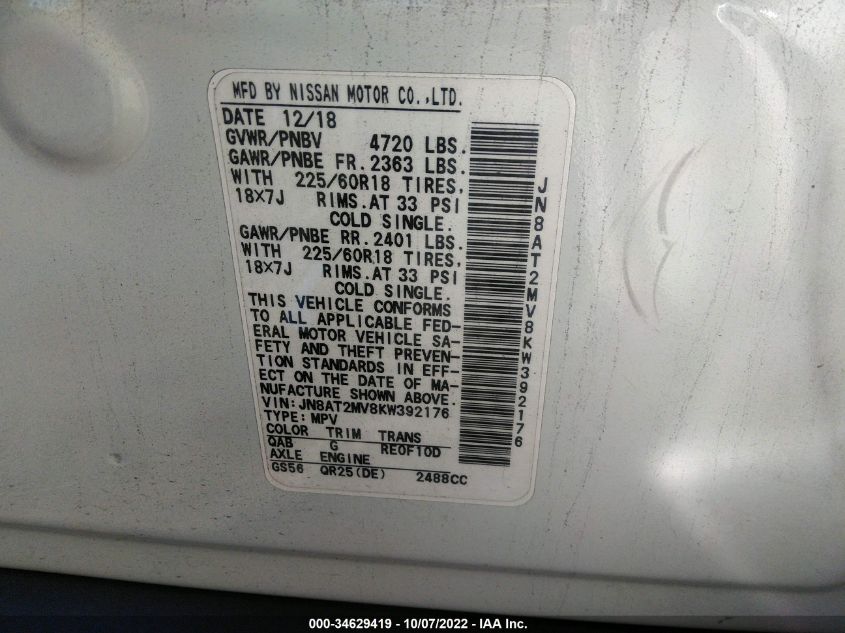 MFD BY NISSAN MOTOR CO.,LTD.
DATE 12/18
GVWR/PNBV 4720 LBS.
GAWR/PNBE FR. 2363 LBS.
WITH 225/60R18 TIRES,
18X7J RIMS.AT 33 PSI
COLD SINGLE.
GAWR/PNBE RR. 2401 LBS.
WITH 225/60R18 TIRES,
18X7J RIMS.AT 33 PSI
COLD SINGLE.
THIS VEHICLE CONFORMS
TO ALL APPLICABLE FED-
ERAL MOTOR VEHICLE SA-
FETY AND THEFT PREVEN-
TION STANDARDS IN EFF-
ECT ON THE DATE OF MA-
NUFACTURE SHOWN ABOVE.
VIN:JN8AT2MV8KW392176
TYPE:MPV
COLOR TRIM TRANS
QAB G RE0F10D
AXLE ENGINE
GS56 QR25(DE) 2488CC
JN8AT2MV8KW392176
000-34629419 - 10/07/2022 - IAA Inc.